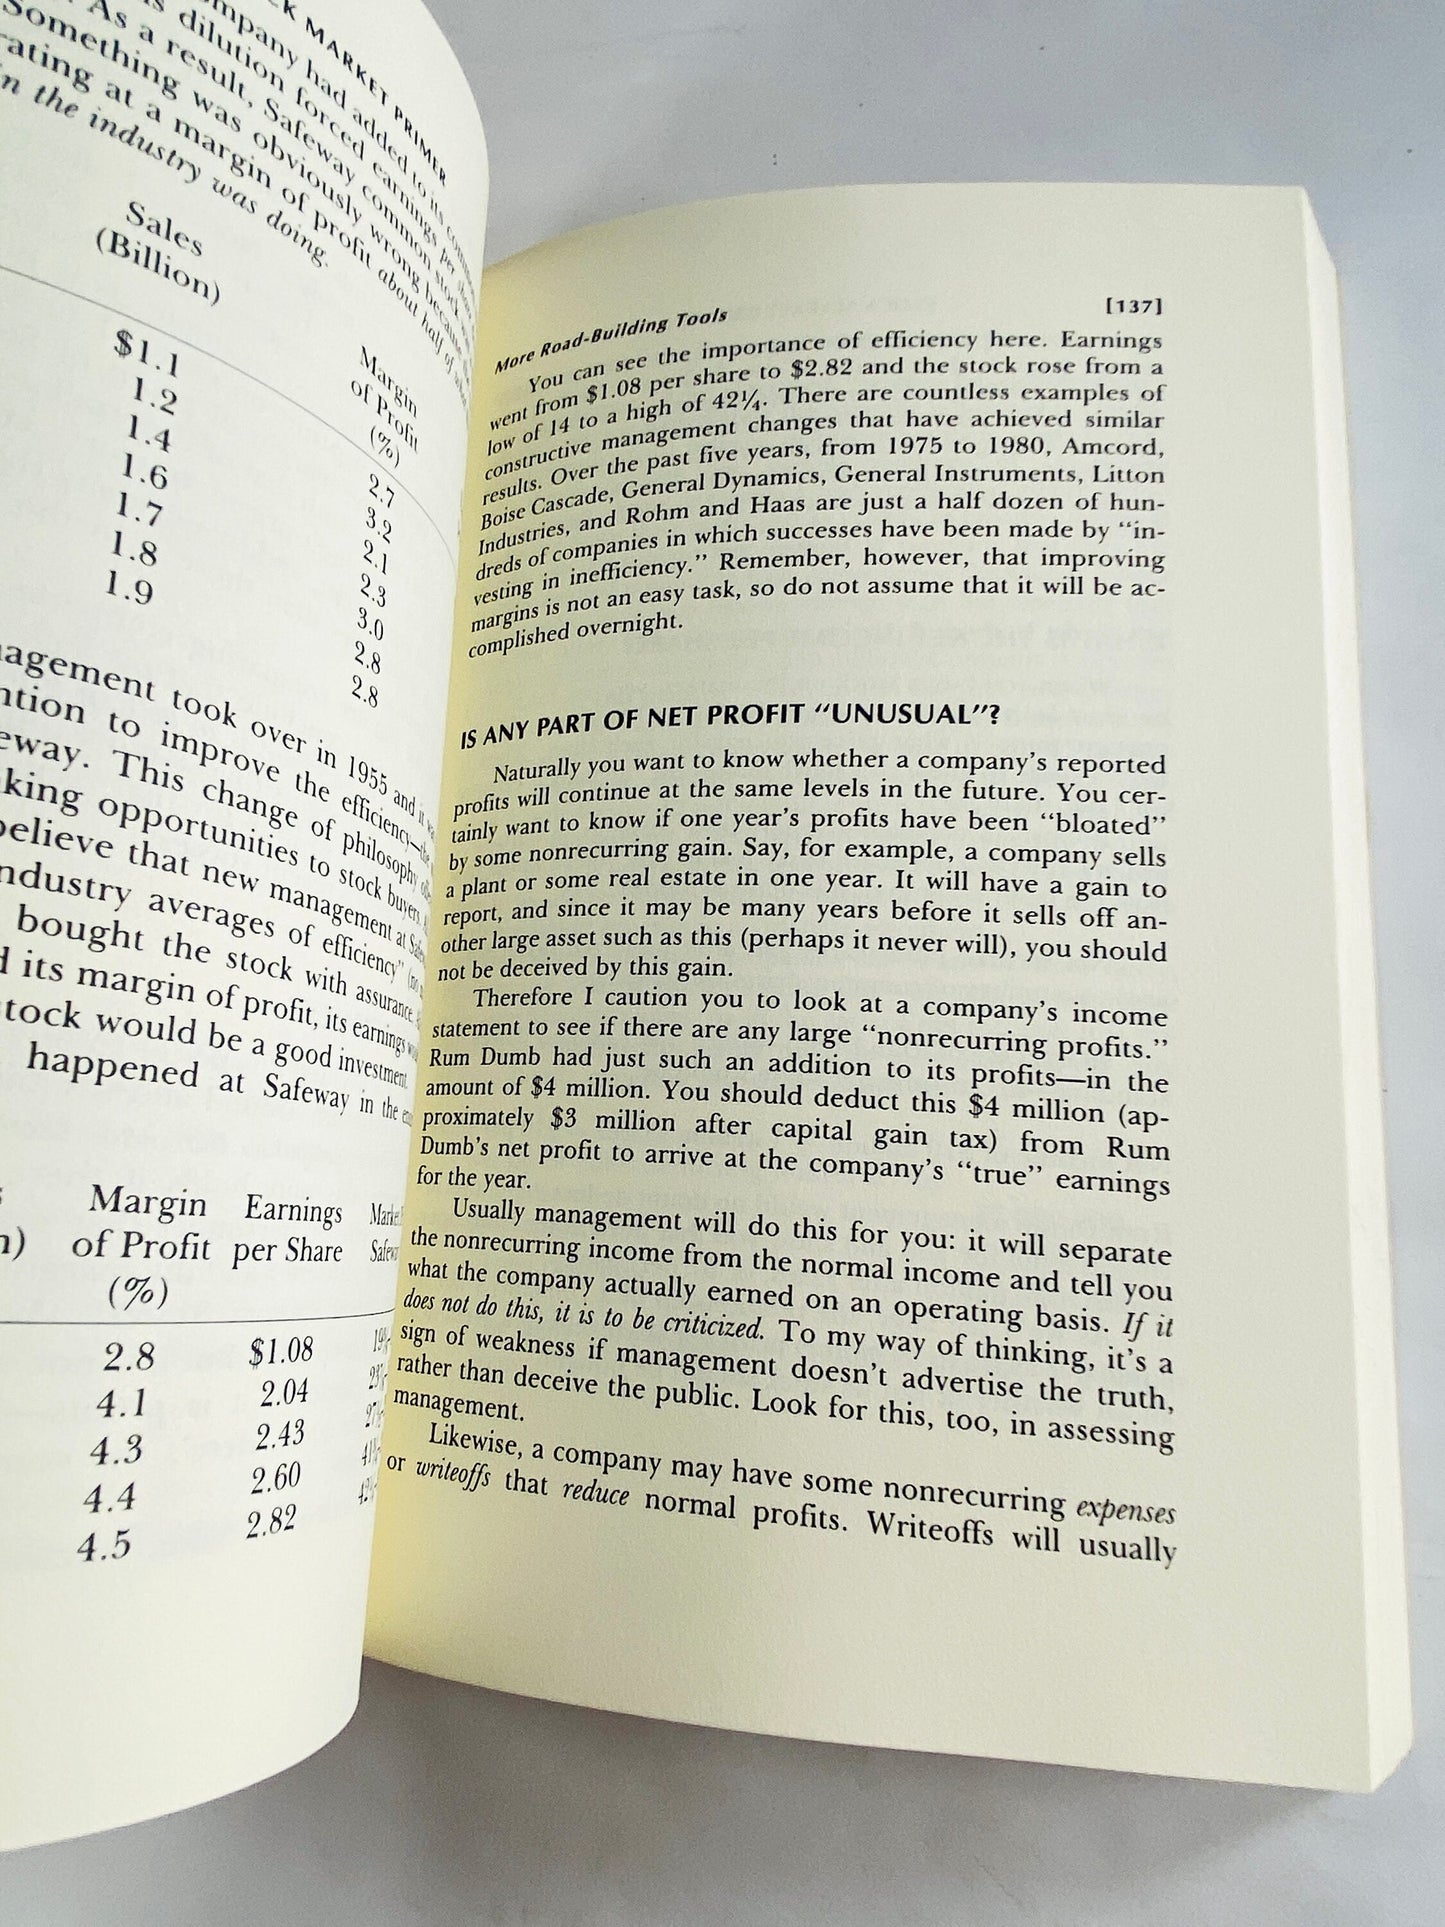 CK MARKET PRIMER
ompany had added to its
s dilution forced earnings per
. As a result, Safeway common stock
Something was obviously wrong because
rating at a margin of profit about half of
in the industry was doing.
Sales
(Billion)
Margin
of Profit
(%)
$1.1 2.7
1.2 3.2
1.4 2.1
1.6 2.3
1.7 3.0
1.8 2.8
1.9 2.8
nagement took over in 1955 and
ntion to improve the efficiency—the
eway. This change of philosophy
king opportunities to stock buyers.
believe that new management at
ndustry averages of efficiency"
bought the stock with assurance.
d its margin of profit, its earnings
stock would be a good investment.
happened at Safeway in the
Margin Earnings
of Profit per Share
(%)
2.8 $1.08
4.1 2.04
4.3 2.43
4.4 2.60
4.5 2.82
More Road-Building Tools [137]
You can see the importance of efficiency here. Earnings
went from $1.08 per share to $2.82 and the stock rose from a
low of 14 to a high of 42¼. There are countless examples of
constructive management changes that have achieved similar
results. Over the past five years, from 1975 to 1980, Amcord,
Boise Cascade, General Dynamics, General Instruments, Litton
Industries, and Rohm and Haas are just a half dozen of hun-
dreds of companies in which successes have been made by "in-
vesting in inefficiency." Remember, however, that improving
margins is not an easy task, so do not assume that it will be ac-
complished overnight.
IS ANY PART OF NET PROFIT "UNUSUAL"?
Naturally you want to know whether a company's reported
profits will continue at the same levels in the future. You cer-
tainly want to know if one year's profits have been "bloated"
by some nonrecurring gain. Say, for example, a company sells
a plant or some real estate in one year. It will have a gain to
report, and since it may be many years before it sells off an-
other large asset such as this (perhaps it never will), you should
not be deceived by this gain.
Therefore I caution you to look at a company's income
statement to see if there are any large "nonrecurring profits."
Rum Dumb had just such an addition to its profits—in the
amount of $4 million. You should deduct this $4 million (ap-
proximately $3 million after capital gain tax) from Rum
Dumb's net profit to arrive at the company's "true" earnings
for the year.
Usually management will do this for you: it will separate
the nonrecurring income from the normal income and tell you
what the company actually earned on an operating basis. If it
does not do this, it is to be criticized. To my way of thinking, it's a
sign of weakness if management doesn't advertise the truth,
rather than deceive the public. Look for this, too, in assessing
management.
Likewise, a company may have some nonrecurring expenses
or writeoffs that reduce normal profits. Writeoffs will usually